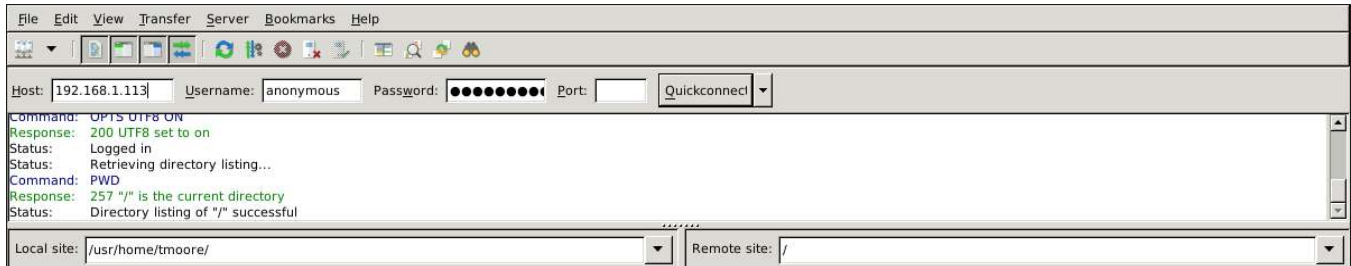 File Edit View Transfer Server Bookmarks Help
Host: 192.168.1.113 Username: anonymous Password: ●●●●●●●●● Port: Quickconnect
Command: OPTS UTF8 ON
Response: 200 UTF8 set to on
Status: Logged in
Status: Retrieving directory listing...
Command: PWD
Response: 257 "/" is the current directory
Status: Directory listing of "/" successful
Local site: /usr/home/tmoore/ Remote site: /